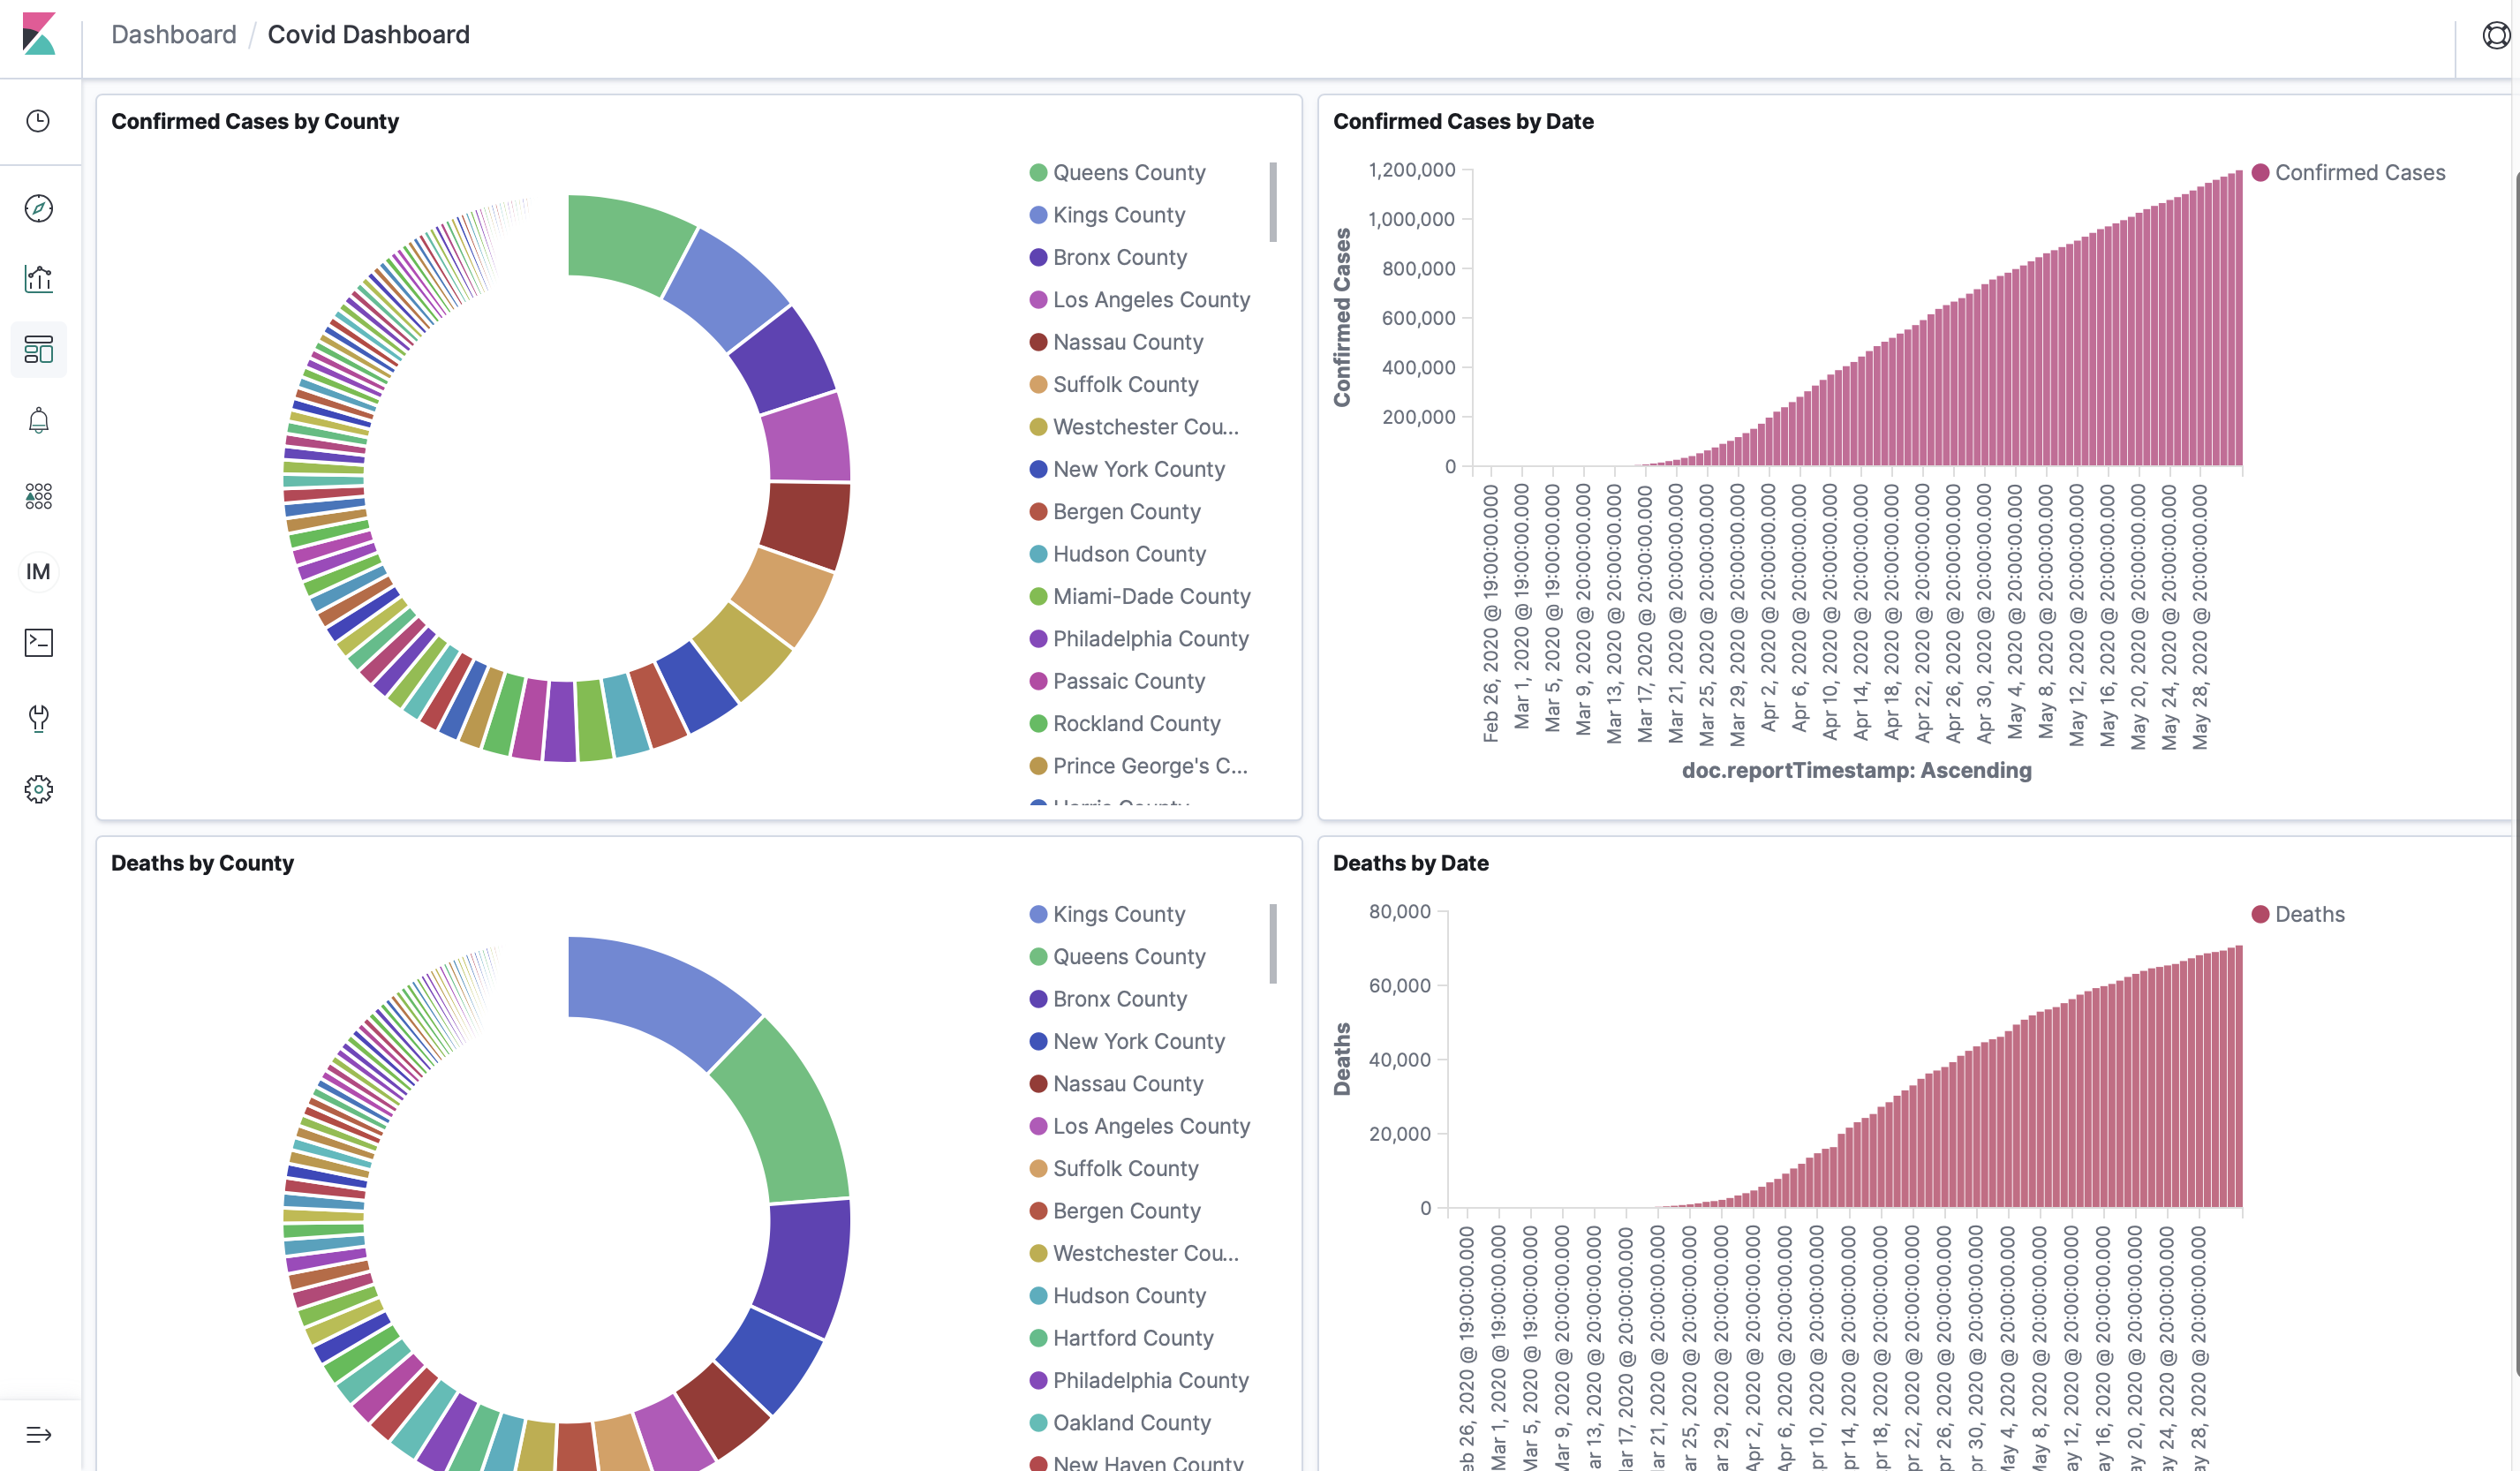 Dashboard / Covid Dashboard
IM
Confirmed Cases by County
Queens County
Kings County
Bronx County
Los Angeles County
Nassau County
Suffolk County
Westchester Cou...
New York County
Bergen County
Hudson County
Miami-Dade County
Philadelphia County
Passaic County
Rockland County
Prince George's C...
Harris County
Confirmed Cases by Date
Confirmed Cases
1,200,000
1,000,000
800,000
600,000
400,000
200,000
0
Confirmed Cases
Feb 26, 2020 @ 19:00:00.000
Mar 1, 2020 @ 19:00:00.000
Mar 5, 2020 @ 19:00:00.000
Mar 9, 2020 @ 20:00:00.000
Mar 13, 2020 @ 20:00:00.000
Mar 17, 2020 @ 20:00:00.000
Mar 21, 2020 @ 20:00:00.000
Mar 25, 2020 @ 20:00:00.000
Mar 29, 2020 @ 20:00:00.000
Apr 2, 2020 @ 20:00:00.000
Apr 6, 2020 @ 20:00:00.000
Apr 10, 2020 @ 20:00:00.000
Apr 14, 2020 @ 20:00:00.000
Apr 18, 2020 @ 20:00:00.000
Apr 22, 2020 @ 20:00:00.000
Apr 26, 2020 @ 20:00:00.000
Apr 30, 2020 @ 20:00:00.000
May 4, 2020 @ 20:00:00.000
May 8, 2020 @ 20:00:00.000
May 12, 2020 @ 20:00:00.000
May 16, 2020 @ 20:00:00.000
May 20, 2020 @ 20:00:00.000
May 24, 2020 @ 20:00:00.000
May 28, 2020 @ 20:00:00.000
doc.reportTimestamp: Ascending
Deaths by County
Kings County
Queens County
Bronx County
New York County
Nassau County
Los Angeles County
Suffolk County
Bergen County
Westchester Cou...
Hudson County
Hartford County
Philadelphia County
Oakland County
New Haven County
Deaths by Date
Deaths
80,000
60,000
40,000
20,000
0
Deaths
eb 26, 2020 @ 19:00:00.000
Mar 1, 2020 @ 19:00:00.000
Mar 5, 2020 @ 19:00:00.000
Mar 9, 2020 @ 20:00:00.000
ar 13, 2020 @ 20:00:00.000
ar 17, 2020 @ 20:00:00.000
ar 21, 2020 @ 20:00:00.000
ar 25, 2020 @ 20:00:00.000
ar 29, 2020 @ 20:00:00.000
Apr 2, 2020 @ 20:00:00.000
Apr 6, 2020 @ 20:00:00.000
pr 10, 2020 @ 20:00:00.000
pr 14, 2020 @ 20:00:00.000
pr 18, 2020 @ 20:00:00.000
pr 22, 2020 @ 20:00:00.000
pr 26, 2020 @ 20:00:00.000
pr 30, 2020 @ 20:00:00.000
May 4, 2020 @ 20:00:00.000
May 8, 2020 @ 20:00:00.000
ay 12, 2020 @ 20:00:00.000
ay 16, 2020 @ 20:00:00.000
ay 20, 2020 @ 20:00:00.000
ay 24, 2020 @ 20:00:00.000
ay 28, 2020 @ 20:00:00.000